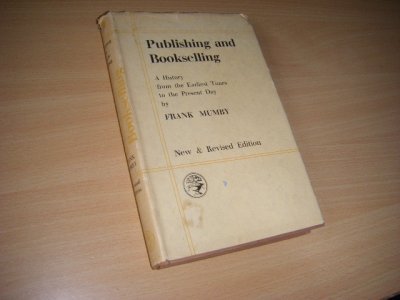 Publishing and
Bookselling
A History
from the Earliest Times
to the Present Day
by
FRANK MUMBY
New & Revised Edition